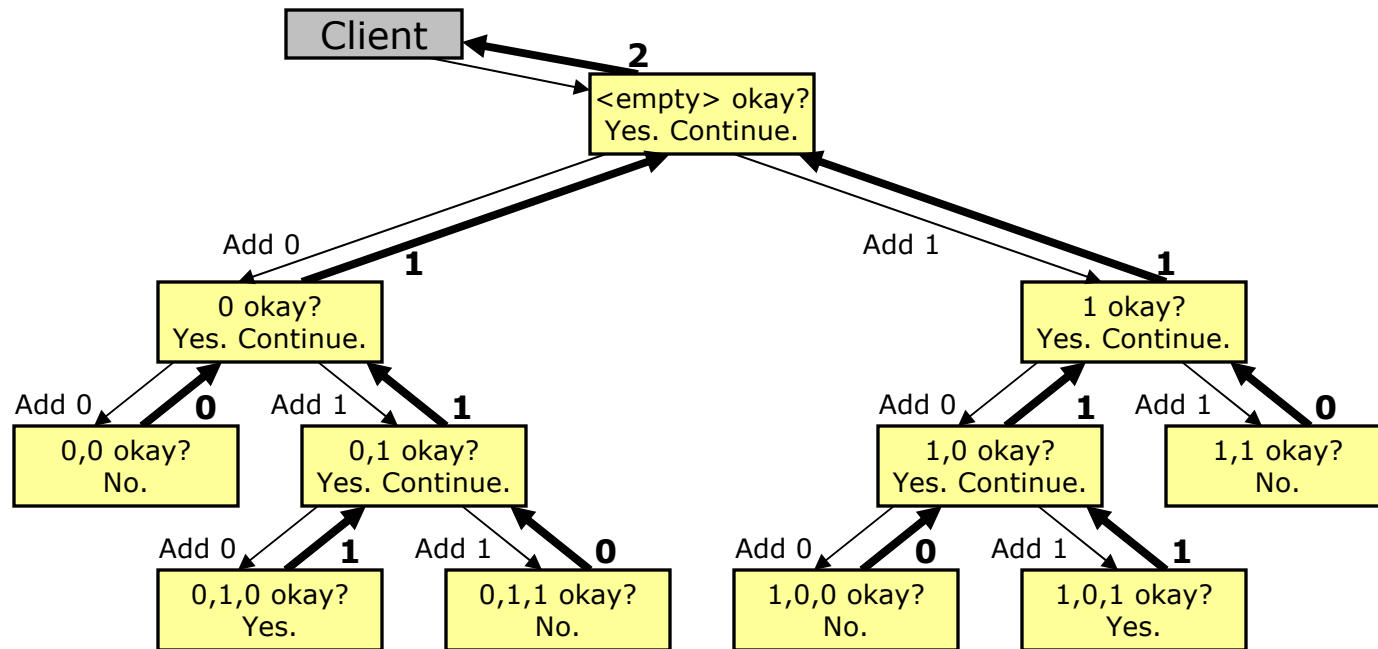 Client
2
<empty> okay?
Yes. Continue.
Add 0
1
Add 1
1
0 okay?
Yes. Continue.
1 okay?
Yes. Continue.
Add 0
0
Add 1
1
Add 0
1
Add 1
0
0,0 okay?
No.
0,1 okay?
Yes. Continue.
1,0 okay?
Yes. Continue.
1,1 okay?
No.
Add 0
1
Add 1
0
Add 0
0
Add 1
1
0,1,0 okay?
Yes.
0,1,1 okay?
No.
1,0,0 okay?
No.
1,0,1 okay?
Yes.